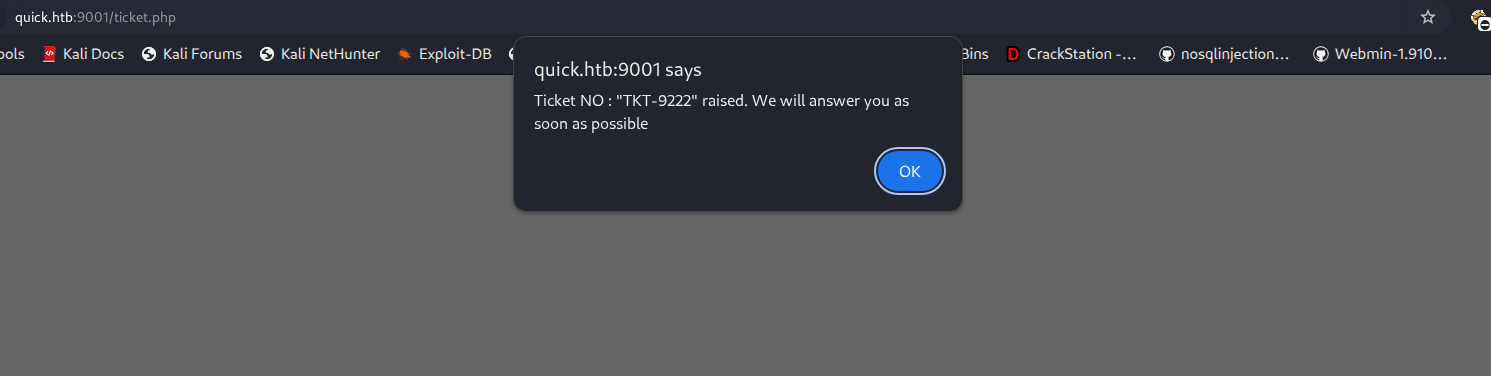 quick.htb:9001/ticket.php
ools Kali Docs Kali Forums Kali NetHunter Exploit-DB Bins CrackStation -... nosqlinjection... Webmin-1.910...
quick.htb:9001 says
Ticket NO : "TKT-9222" raised. We will answer you as
soon as possible
OK